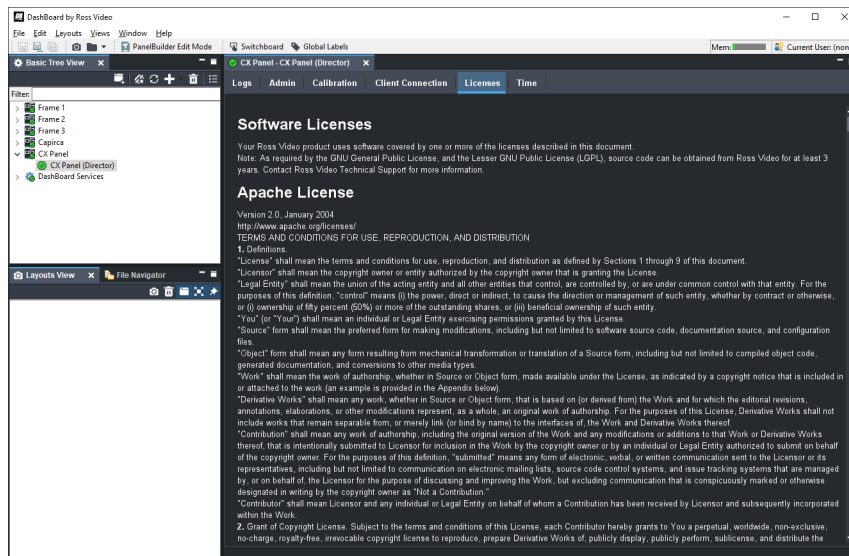 DashBoard by Ross Video
File Edit Layouts Views Window Help
PanelBuilder Edit Mode Switchboard Global Labels Mem: Current User: (non
Basic Tree View
Filter:
Frame 1
Frame 2
Frame 3
Capirca
CX Panel
CX Panel (Director)
DashBoard Services
Layouts View File Navigator
CX Panel - CX Panel (Director)
Logs Admin Calibration Client Connection Licenses Time
Software Licenses
Your Ross Video product uses software covered by one or more of the licenses described in this document.
Note: As required by the GNU General Public License, and the Lesser GNU Public License (LGPL), source code can be obtained from Ross Video for at least 3
years. Contact Ross Video Technical Support for more information.
Apache License
Version 2.0, January 2004
http://www.apache.org/licenses/
TERMS AND CONDITIONS FOR USE, REPRODUCTION, AND DISTRIBUTION
1. Definitions.
"License" shall mean the terms and conditions for use, reproduction, and distribution as defined by Sections 1 through 9 of this document.
"Licensor" shall mean the copyright owner or entity authorized by the copyright owner that is granting the License.
"Legal Entity" shall mean the union of the acting entity and all other entities that control, are controlled by, or are under common control with that entity. For the
purposes of this definition, "control" means (i) the power, direct or indirect, to cause the direction or management of such entity, whether by contract or otherwise,
or (i) ownership of fifty percent (50%) or more of the outstanding shares, or (iii) beneficial ownership of such entity.
"You" (or "Your") shall mean an individual or Legal Entity exercising permissions granted by this License.
"Source" form shall mean the preferred form for making modifications, including but not limited to software source code, documentation source, and configuration
files.
"Object" form shall mean any form resulting from mechanical transformation or translation of a Source form, including but not limited to compiled object code,
generated documentation, and conversions to other media types.
"Work" shall mean the work of authorship, whether in Source or Object form, made available under the License, as indicated by a copyright notice that is included in
or attached to the work (an example is provided in the Appendix below).
"Derivative Works" shall mean any work, whether in Source or Object form, that is based on (or derived from) the Work and for which the editorial revisions,
annotations, elaborations, or other modifications represent, as a whole, an original work of authorship. For the purposes of this License, Derivative Works shall not
include works that remain separable from, or merely link (or bind by name) to the interfaces of, the Work and Derivative Works thereof.
"Contribution" shall mean any work of authorship, including the original version of the Work and any modifications or additions to that Work or Derivative Works
thereof, that is intentionally submitted to Licensor for inclusion in the Work by the copyright owner or by an individual or Legal Entity authorized to submit on behalf
of the copyright owner. For the purposes of this definition, "submitted" means any form of electronic, verbal, or written communication sent to the Licensor or its
representatives, including but not limited to communication on electronic mailing lists, source code control systems, and issue tracking systems that are managed
by, or on behalf of, the Licensor for the purpose of discussing and improving the Work, but excluding communication that is conspicuously marked or otherwise
designated in writing by the copyright owner as "Not a Contribution."
"Contributor" shall mean Licensor and any individual or Legal Entity on behalf of whom a Contribution has been received by Licensor and subsequently incorporated
within the Work.
2. Grant of Copyright License. Subject to the terms and conditions of this License, each Contributor hereby grants to You a perpetual, worldwide, non-exclusive,
no-charge, royalty-free, irrevocable copyright license to reproduce, prepare Derivative Works of, publicly display, publicly perform, sublicense, and distribute the